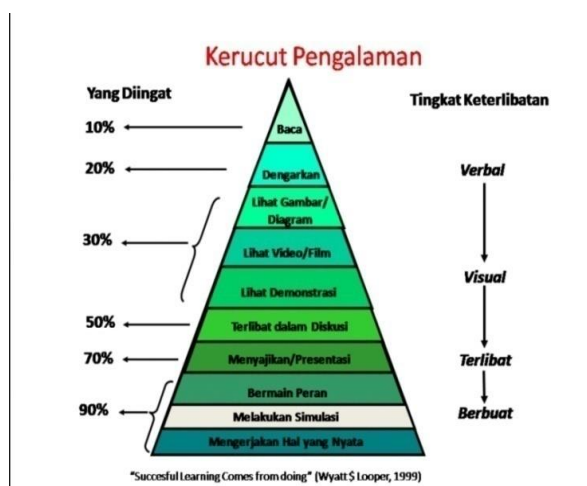 Kerucut Pengalaman
Yang Diingat
Tingkat Keterlibatan
10%
Baca
20%
Dengarkan
Verbal
Lihat Gambar/
Diagram
30%
Lihat Video/Film
Visual
Lihat Demonstrasi
50%
Terlibat dalam Diskusi
70%
Menyajikan/Presentasi
Terlibat
Bermain Peran
90%
Melakukan Simulasi
Berbuat
Mengerjakan Hal yang Nyata
"Succesful Learning Comes from doing" (Wyatt $ Looper, 1999)